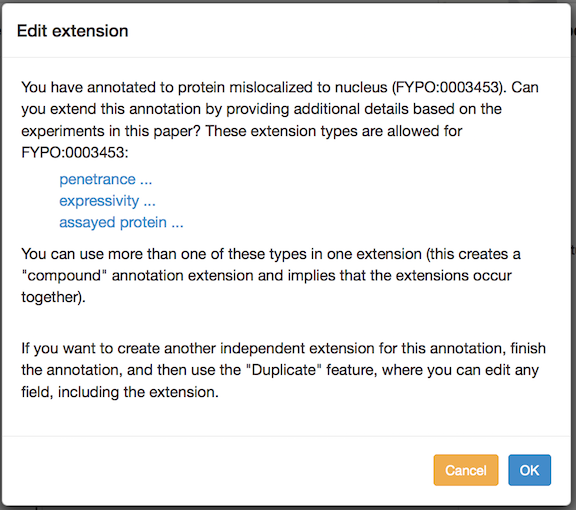 Edit extension
You have annotated to protein mislocalized to nucleus (FYPO:0003453). Can
you extend this annotation by providing additional details based on the
experiments in this paper? These extension types are allowed for
FYPO:0003453:
penetrance ...
expressivity ...
assayed protein ...
You can use more than one of these types in one extension (this creates a
"compound" annotation extension and implies that the extensions occur
together).
If you want to create another independent extension for this annotation, finish
the annotation, and then use the "Duplicate" feature, where you can edit any
field, including the extension.
Cancel OK